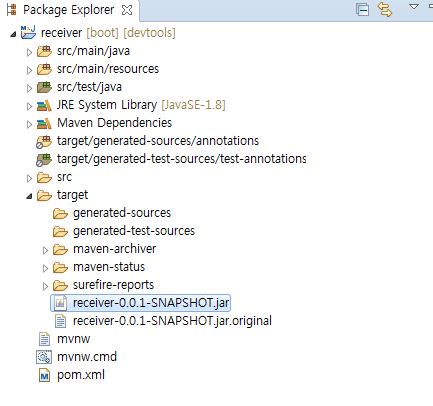 Package Explorer
receiver [boot] [devtools]
src/main/java
src/main/resources
src/test/java
JRE System Library [JavaSE-1.8]
Maven Dependencies
target/generated-sources/annotations
target/generated-test-sources/test-annotations
src
target
generated-sources
generated-test-sources
maven-archiver
maven-status
surefire-reports
receiver-0.0.1-SNAPSHOT.jar
receiver-0.0.1-SNAPSHOT.jar.original
mvnw
mvnw.cmd
pom.xml